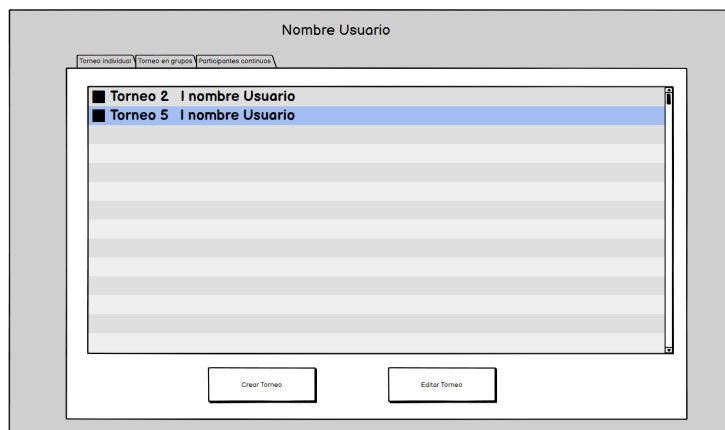 Nombre Usuario
Torneo individual Torneo en grupos Participantes continuos
Torneo 2 I nombre Usuario
Torneo 5 I nombre Usuario
Crear Torneo Editar Torneo